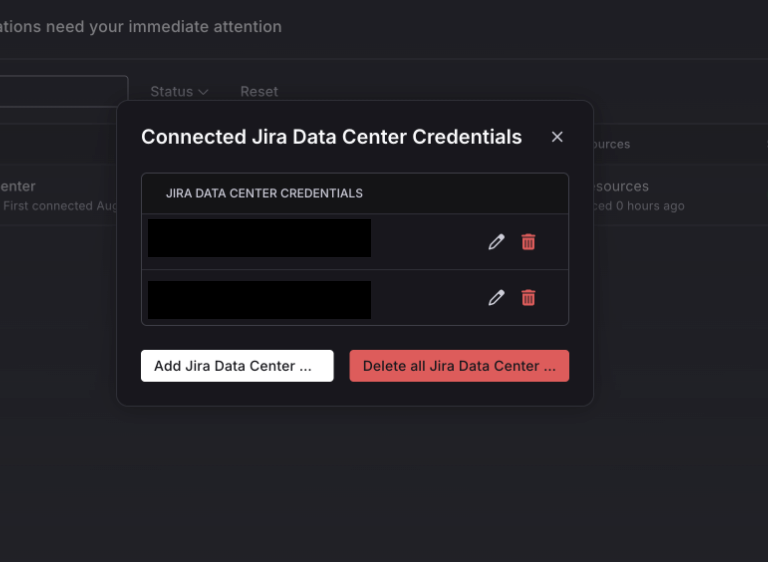 ations need your immediate attention
Status
Reset
Connected Jira Data Center Credentials
ources
JIRA DATA CENTER CREDENTIALS
enter
First connected Aug
esources
ced 0 hours ago
Add Jira Data Center ...
Delete all Jira Data Center ...